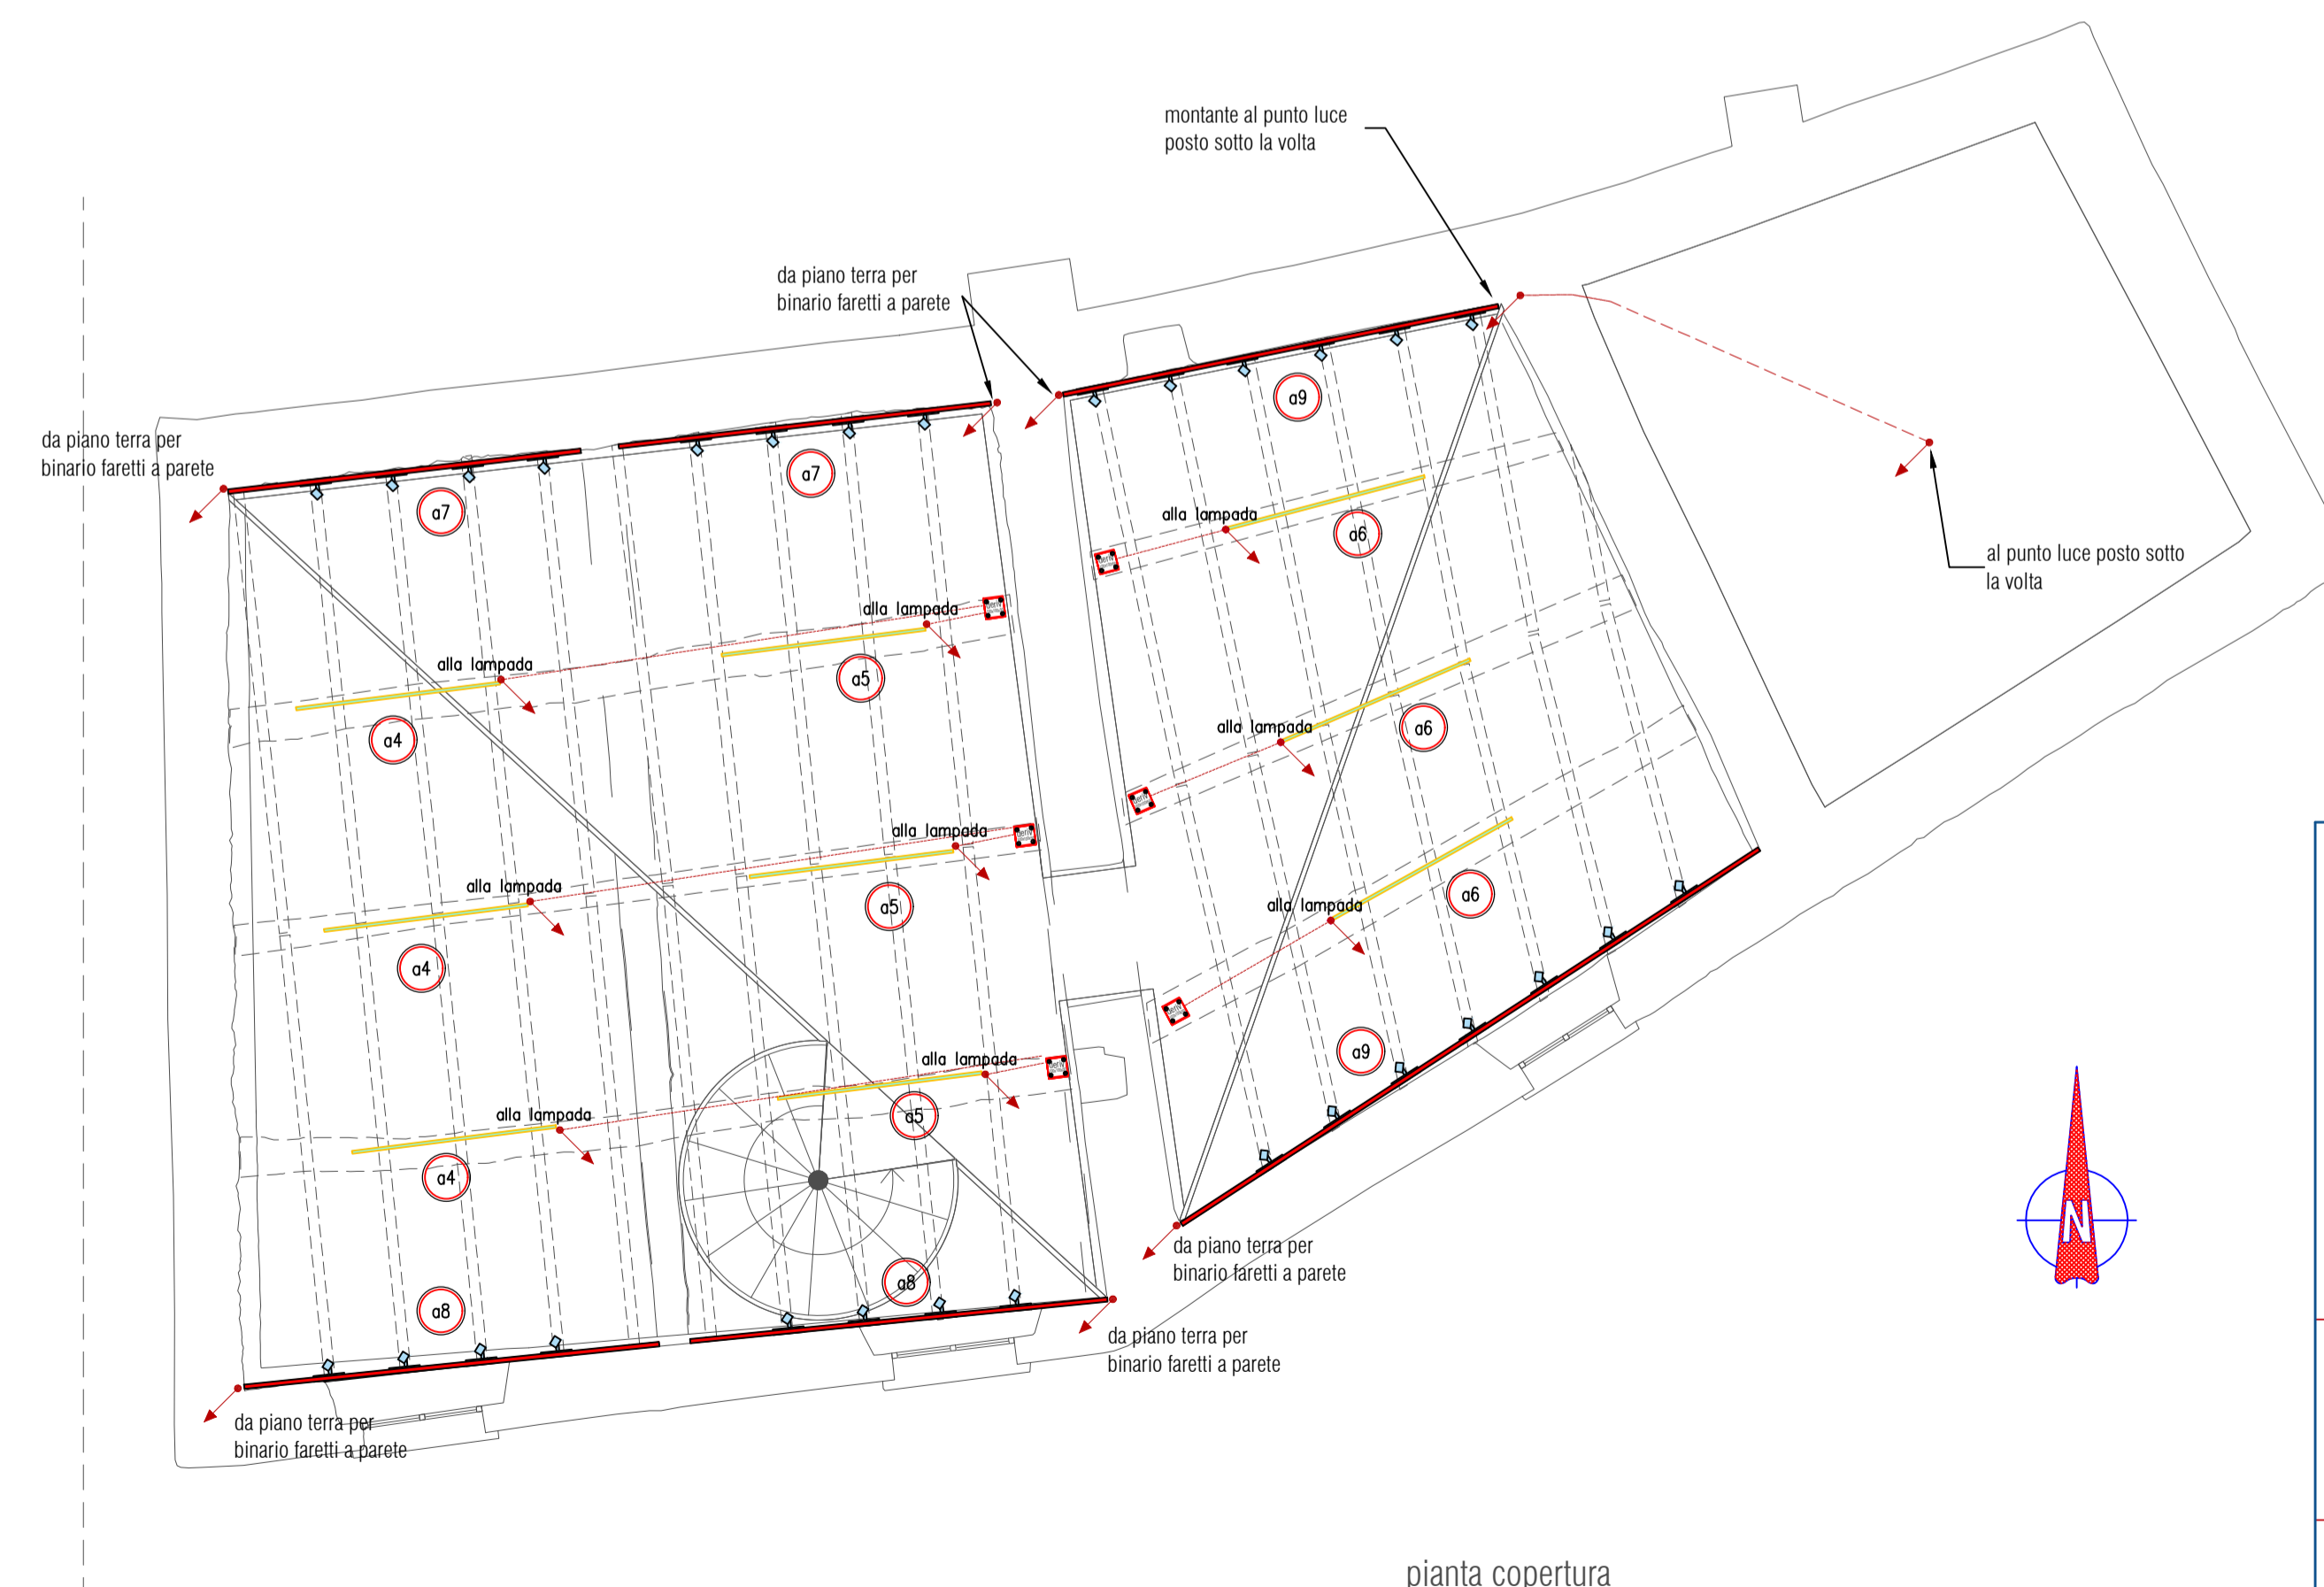 montante al punto luce
posto sotto la volta
da piano terra per
binario faretti a parete
da piano terra per
binario faretti a parete
a9
a7
a7
alla lampada
a6
al punto luce posto sotto
la volta
alla lampada
a5
alla lampada
a4
alla lampada
a6
alla lampada
a5
alla lampada
a4
alla lampada
a6
alla lampada
a5
alla lampada
a4
a9
a8
a8
N
da piano terra per
binario faretti a parete
da piano terra per
binario faretti a parete
da piano terra per
binario faretti a parete
pianta copertura